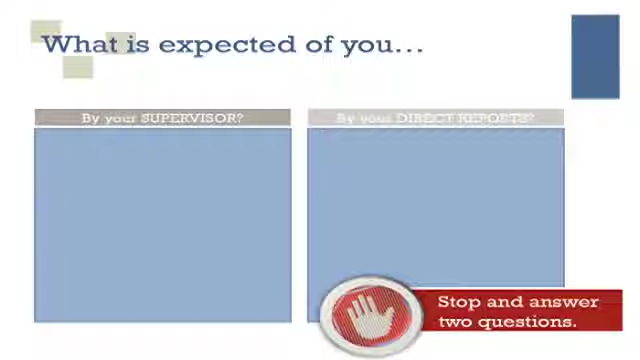 What is expected of you...
By your SUPERVISOR?
By your DIRECT REPORTS?
Stop and answer
two questions.